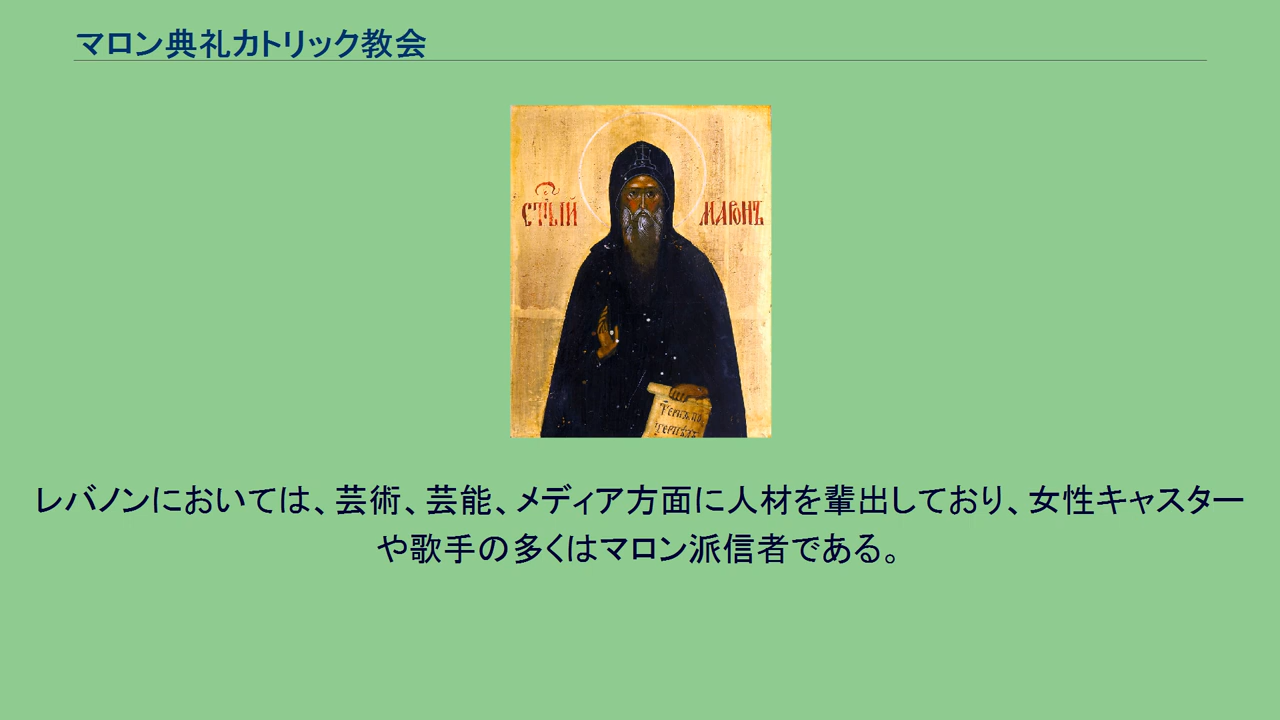 マロン典礼カトリック教会
СТЫЙ МАРОНЪ
レバノンにおいては、芸術、芸能、メディア方面に人材を輩出しており、女性キャスター
や歌手の多くはマロン派信者である。